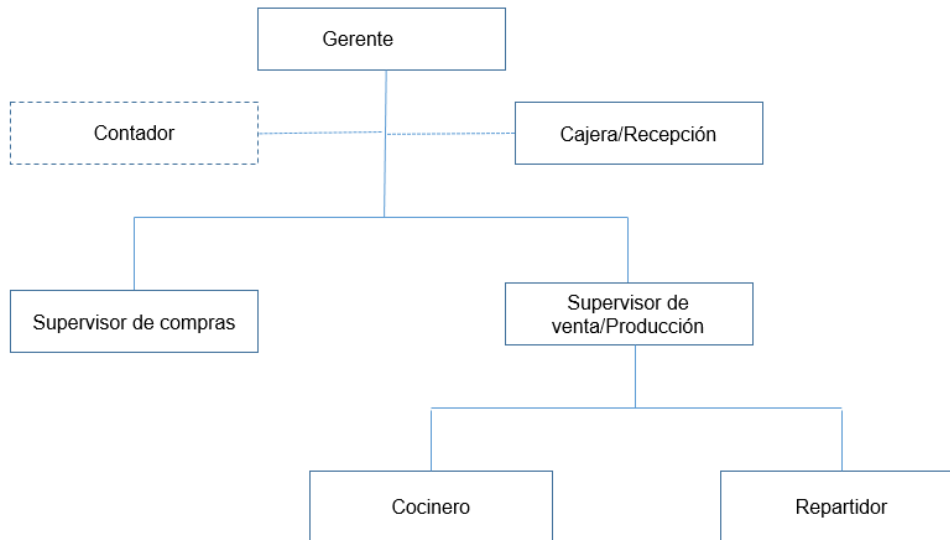 Gerente
Contador
Cajera/Recepción
Supervisor de compras
Supervisor de
venta/Producción
Cocinero
Repartidor